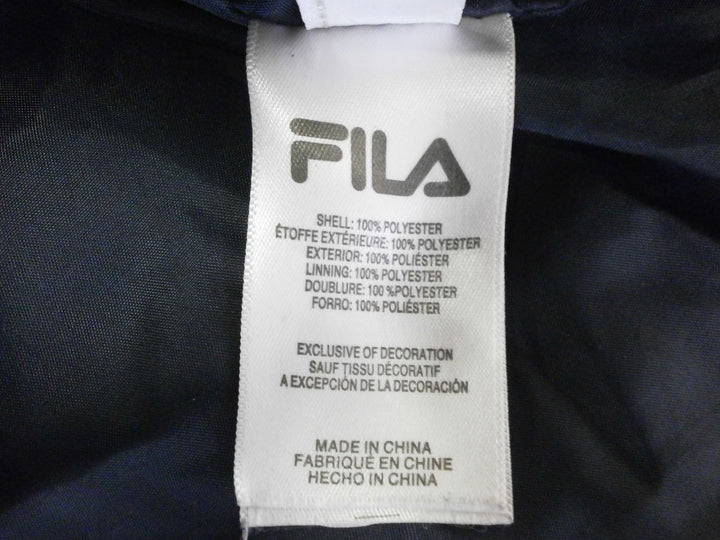 FILA
SHELL: 100% POLYESTER
ÉTOFFE EXTÉRIEURE: 100% POLYESTER
EXTERIOR: 100% POLIÉSTER
LINNING: 100% POLYESTER
DOUBLURE: 100 %POLYESTER
FORRO: 100% POLIÉSTER
EXCLUSIVE OF DECORATION
SAUF TISSU DÉCORATIF
A EXCEPCIÓN DE LA DECORACIÓN
MADE IN CHINA
FABRIQUÉ EN CHINE
HECHO IN CHINA